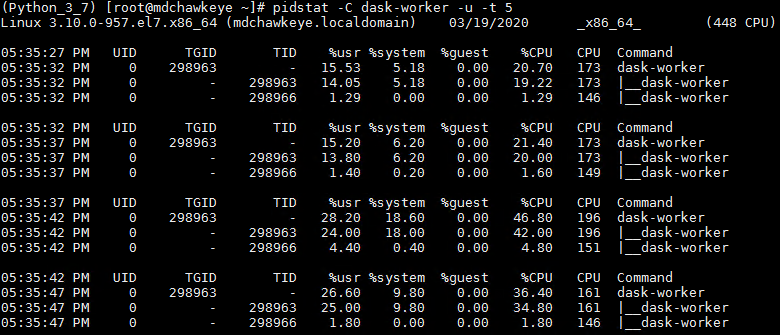 (Python_3_7) [root@mdchawkeye ~]# pidstat -C dask-worker -u -t 5
Linux 3.10.0-957.el7.x86_64 (mdchawkeye.localdomain) 03/19/2020 _x86_64_ (448 CPU)
05:35:27 PM UID TGID TID %usr %system %guest %CPU CPU Command
05:35:32 PM 0 298963 - 15.53 5.18 0.00 20.70 173 dask-worker
05:35:32 PM 0 - 298963 14.05 5.18 0.00 19.22 173 |__dask-worker
05:35:32 PM 0 - 298966 1.29 0.00 0.00 1.29 146 |__dask-worker
05:35:32 PM UID TGID TID %usr %system %guest %CPU CPU Command
05:35:37 PM 0 298963 - 15.20 6.20 0.00 21.40 173 dask-worker
05:35:37 PM 0 - 298963 13.80 6.20 0.00 20.00 173 |__dask-worker
05:35:37 PM 0 - 298966 1.40 0.20 0.00 1.60 149 |__dask-worker
05:35:37 PM UID TGID TID %usr %system %guest %CPU CPU Command
05:35:42 PM 0 298963 - 28.20 18.60 0.00 46.80 196 dask-worker
05:35:42 PM 0 - 298963 24.00 18.00 0.00 42.00 196 |__dask-worker
05:35:42 PM 0 - 298966 4.40 0.40 0.00 4.80 151 |__dask-worker
05:35:42 PM UID TGID TID %usr %system %guest %CPU CPU Command
05:35:47 PM 0 298963 - 26.60 9.80 0.00 36.40 161 dask-worker
05:35:47 PM 0 - 298963 25.00 9.80 0.00 34.80 161 |__dask-worker
05:35:47 PM 0 - 298966 1.80 0.00 0.00 1.80 146 |__dask-worker